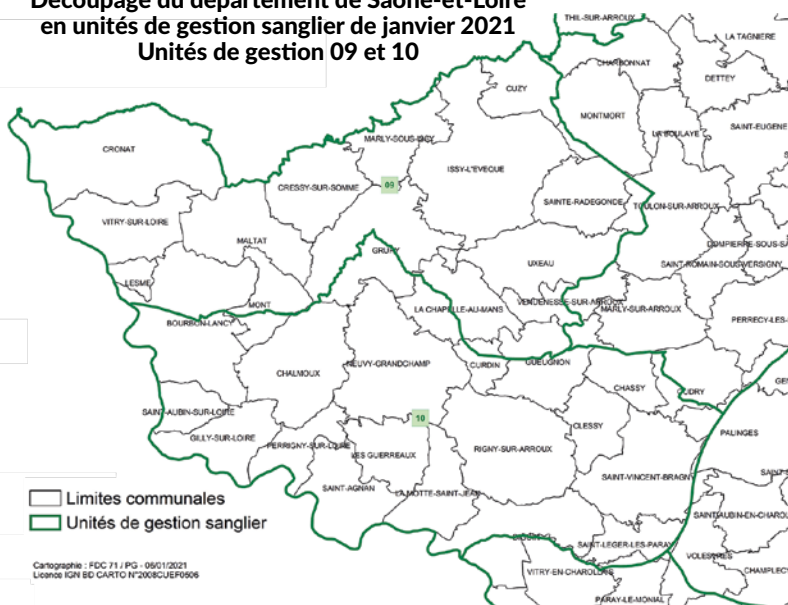 Découpage du département de Saône-et-Loire
en unités de gestion sanglier de janvier 2021
Unités de gestion 09 et 10
THIL-SUR-ARROUX
LA TAGNIERE
CHARBONNAT
DETTEY
CUZY
MONTMORT
LA BOULAYE
SAINT-EUGENE
CRONAT
MARLY-SOUS-ISSY
ISSY-L'EVEQUE
CRESSY-SUR-SOMME
09
SAINTE-RADEGONDE
TOULON-SUR-ARROUX
VITRY-SUR-LOIRE
MALTAT
GRURY
UXEAU
SAINT-ROMAIN-SOUS-VERSIGNY
LESME
MONT
LA CHAPELLE-AU-MANS
VENDENESSE-SUR-ARROUX
MARLY-SUR-ARROUX
BOURBON-LANCY
PERRECY-LES-
CHALMOUX
NEUVY-GRANDCHAMP
CURDIN
GUEUGNON
CHASSY
OUDRY
SAINT-AUBIN-SUR-LOIRE
10
CLESSY
PALINGES
GILLY-SUR-LOIRE
PERRIGNY-SUR-LOIRE
LES GUERREAUX
RIGNY-SUR-ARROUX
SAINT-VINCENT-BRAGNY
SAINT-AGNAN
LA MOTTE-SAINT-JEAN
Limites communales
SAINT-AUBIN-EN-CHAROL
Unités de gestion sanglier
SAINT-LEGER-LES-PARAY
VOLESVRES
Cartographie : FDC 71 / PG - 06/01/2021
Licence IGN BD CARTO N°2008CUEF0606
VITRY-EN-CHAROLLAIS
CHAMPLEC
PARAY-LE-MONIAL